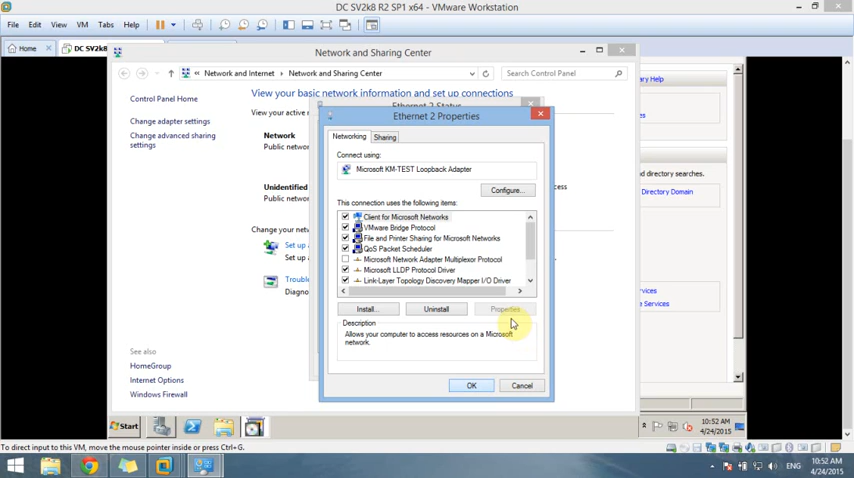 DC SV2k8 R2 SP1 x64 - VMware Workstation
File Edit View VM Tabs Help
Home DC SV2k8
Network and Sharing Center
Network and Internet Network and Sharing Center Search Control Panel
Control Panel Home
Change adapter settings
Change advanced sharing
settings
View your basic network information and set up connections
View your active
Network
Public networ
Unidentified
Public networ
Change your netw
Set up a
Set up a
Troubl
Diagno
See also
HomeGroup
Internet Options
Windows Firewall
Ethernet 2 Status
Ethernet 2 Properties
Networking Sharing
Connect using:
Microsoft KM-TEST Loopback Adapter
Configure...
This connection uses the following items:
Client for Microsoft Networks
VMware Bridge Protocol
File and Printer Sharing for Microsoft Networks
QoS Packet Scheduler
Microsoft Network Adapter Multiplexor Protocol
Microsoft LLDP Protocol Driver
Link-Layer Topology Discovery Mapper I/O Driver
Install... Uninstall Properties
Description
Allows your computer to access resources on a Microsoft
network.
OK Cancel
ess
ary Help
es
nd directory searches.
Directory Domain
vices
e Services
Start
10:52 AM
4/24/2015
To direct input to this VM, move the mouse pointer inside or press Ctrl+G.
ENG
10:52 AM
4/24/2015